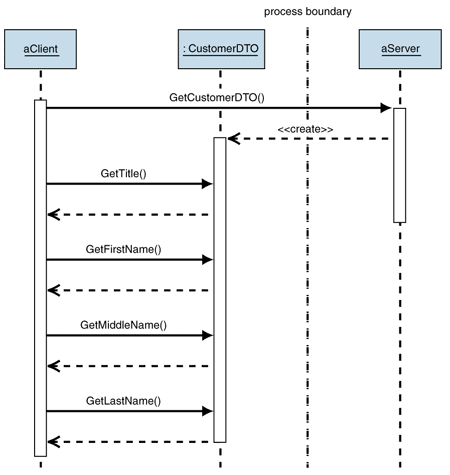 process boundary
aClient
: CustomerDTO
aServer
GetCustomerDTO()
<<create>>
GetTitle()
GetFirstName()
GetMiddleName()
GetLastName()